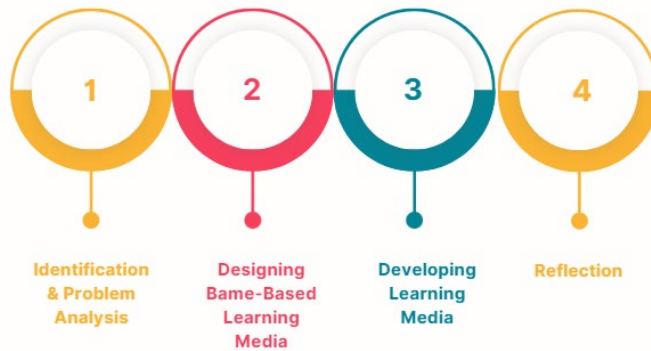 1
2
3
4
Identification
& Problem
Analysis
Designing
Bame-Based
Learning
Media
Developing
Learning
Media
Reflection